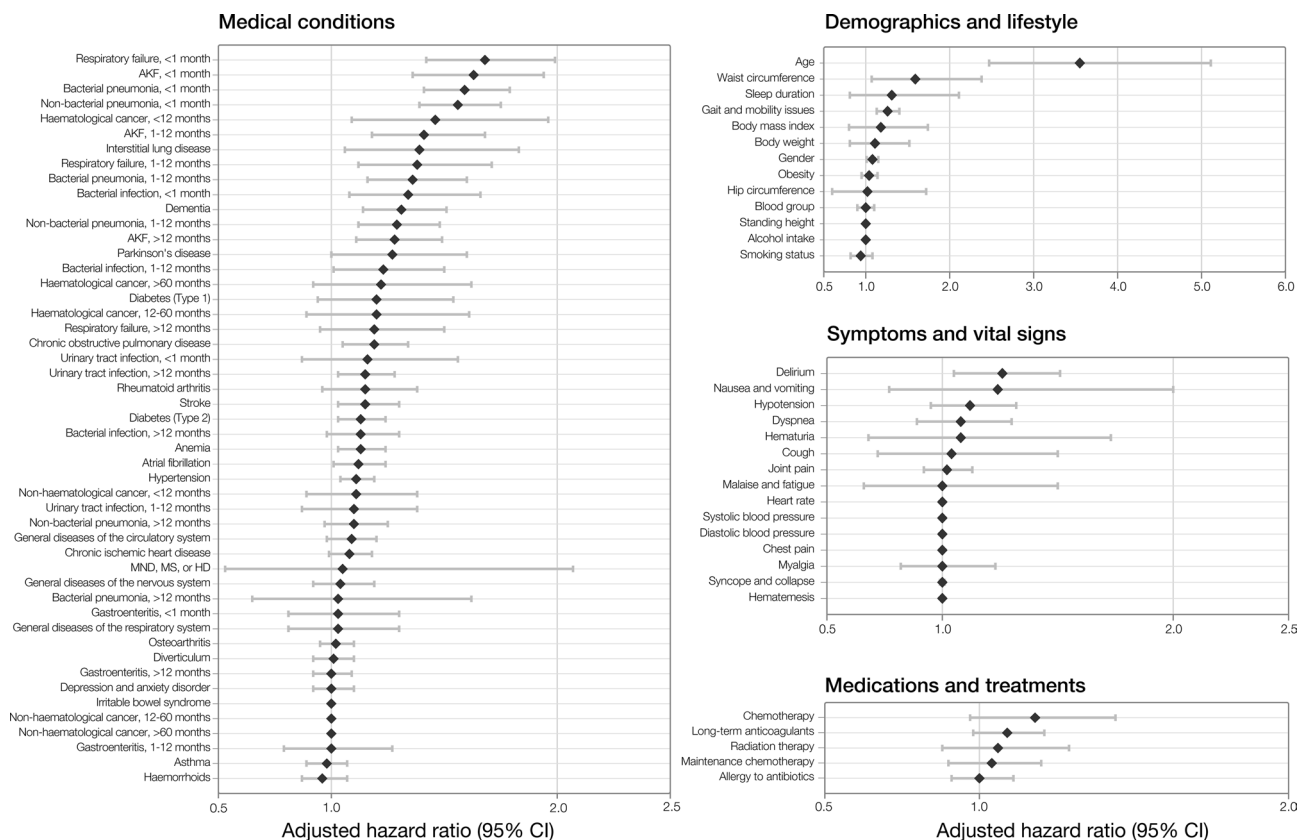 Medical conditions
Respiratory failure, <1 month
AKF, <1 month
Bacterial pneumonia, <1 month
Non-bacterial pneumonia, <1 month
Haematological cancer, <12 months
AKF, 1-12 months
Interstitial lung disease
Respiratory failure, 1-12 months
Bacterial pneumonia, 1-12 months
Bacterial infection, <1 month
Dementia
Non-bacterial pneumonia, 1-12 months
AKF, >12 months
Parkinson's disease
Bacterial infection, 1-12 months
Haematological cancer, >60 months
Diabetes (Type 1)
Haematological cancer, 12-60 months
Respiratory failure, >12 months
Chronic obstructive pulmonary disease
Urinary tract infection, <1 month
Urinary tract infection, >12 months
Rheumatoid arthritis
Stroke
Diabetes (Type 2)
Bacterial infection, >12 months
Anemia
Atrial fibrillation
Hypertension
Non-haematological cancer, <12 months
Urinary tract infection, 1-12 months
Non-bacterial pneumonia, >12 months
General diseases of the circulatory system
Chronic ischemic heart disease
MND, MS, or HD
General diseases of the nervous system
Bacterial pneumonia, >12 months
Gastroenteritis, <1 month
General diseases of the respiratory system
Osteoarthritis
Diverticulum
Gastroenteritis, >12 months
Depression and anxiety disorder
Irritable bowel syndrome
Non-haematological cancer, 12-60 months
Non-haematological cancer, >60 months
Gastroenteritis, 1-12 months
Asthma
Haemorrhoids
0.5 1.0 2.0 2.5
Adjusted hazard ratio (95% CI)
Demographics and lifestyle
Age
Waist circumference
Sleep duration
Gait and mobility issues
Body mass index
Body weight
Gender
Obesity
Hip circumference
Blood group
Standing height
Alcohol intake
Smoking status
0.5 1.0 2.0 3.0 4.0 5.0 6.0
Symptoms and vital signs
Delirium
Nausea and vomiting
Hypotension
Dyspnea
Hematuria
Cough
Joint pain
Malaise and fatigue
Heart rate
Systolic blood pressure
Diastolic blood pressure
Chest pain
Myalgia
Syncope and collapse
Hematemesis
0.5 1.0 2.0 2.5
Medications and treatments
Chemotherapy
Long-term anticoagulants
Radiation therapy
Maintenance chemotherapy
Allergy to antibiotics
0.5 1.0 2.0
Adjusted hazard ratio (95% CI)